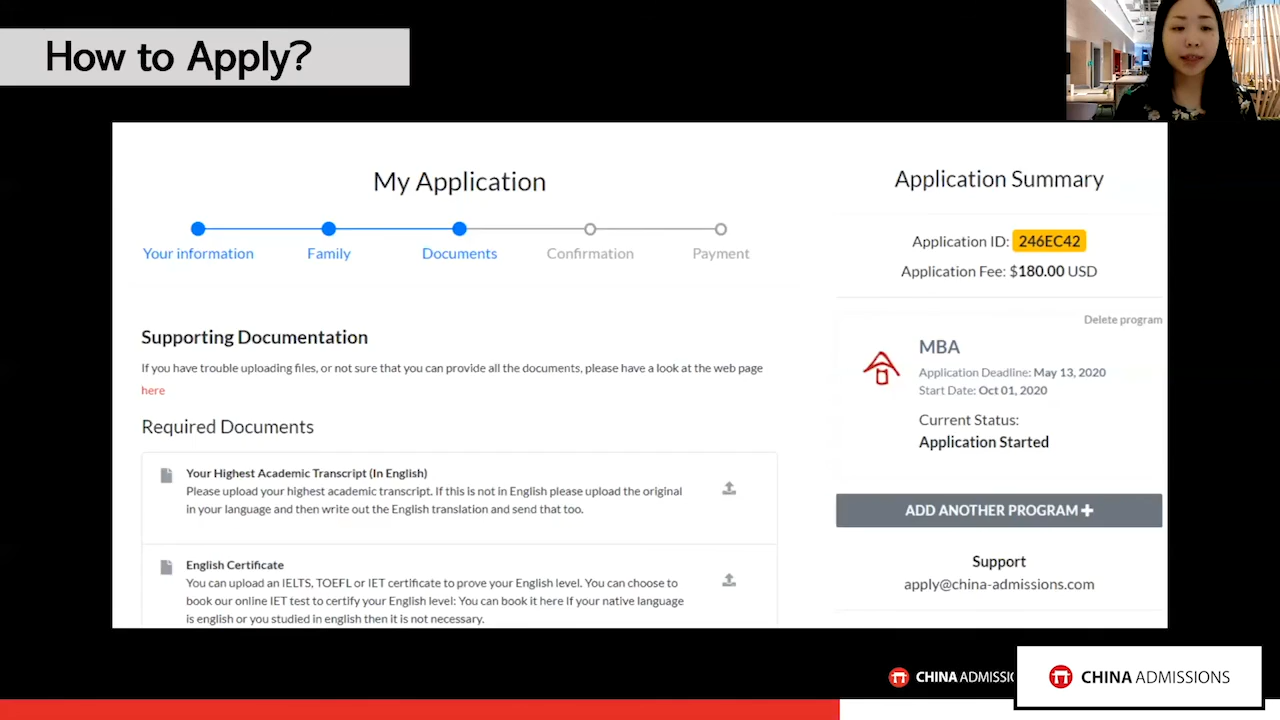 How to Apply?
My Application
Your information
Family
Documents
Confirmation
Payment
Supporting Documentation
If you have trouble uploading files, or not sure that you can provide all the documents, please have a look at the web page
here
Required Documents
Your Highest Academic Transcript (In English)
Please upload your highest academic transcript. If this is not in English please upload the original
in your language and then write out the English translation and send that too.
English Certificate
You can upload an IELTS, TOEFL or IET certificate to prove your English level. You can choose to
book our online IET test to certify your English level: You can book it here If your native language
is english or you studied in english then it is not necessary.
Application Summary
Application ID: 246EC42
Application Fee: $180.00 USD
Delete program
MBA
Application Deadline: May 13, 2020
Start Date: Oct 01, 2020
Current Status:
Application Started
ADD ANOTHER PROGRAM
Support
apply@china-admissions.com
CHINA ADMISSI
CHINA ADMISSIONS